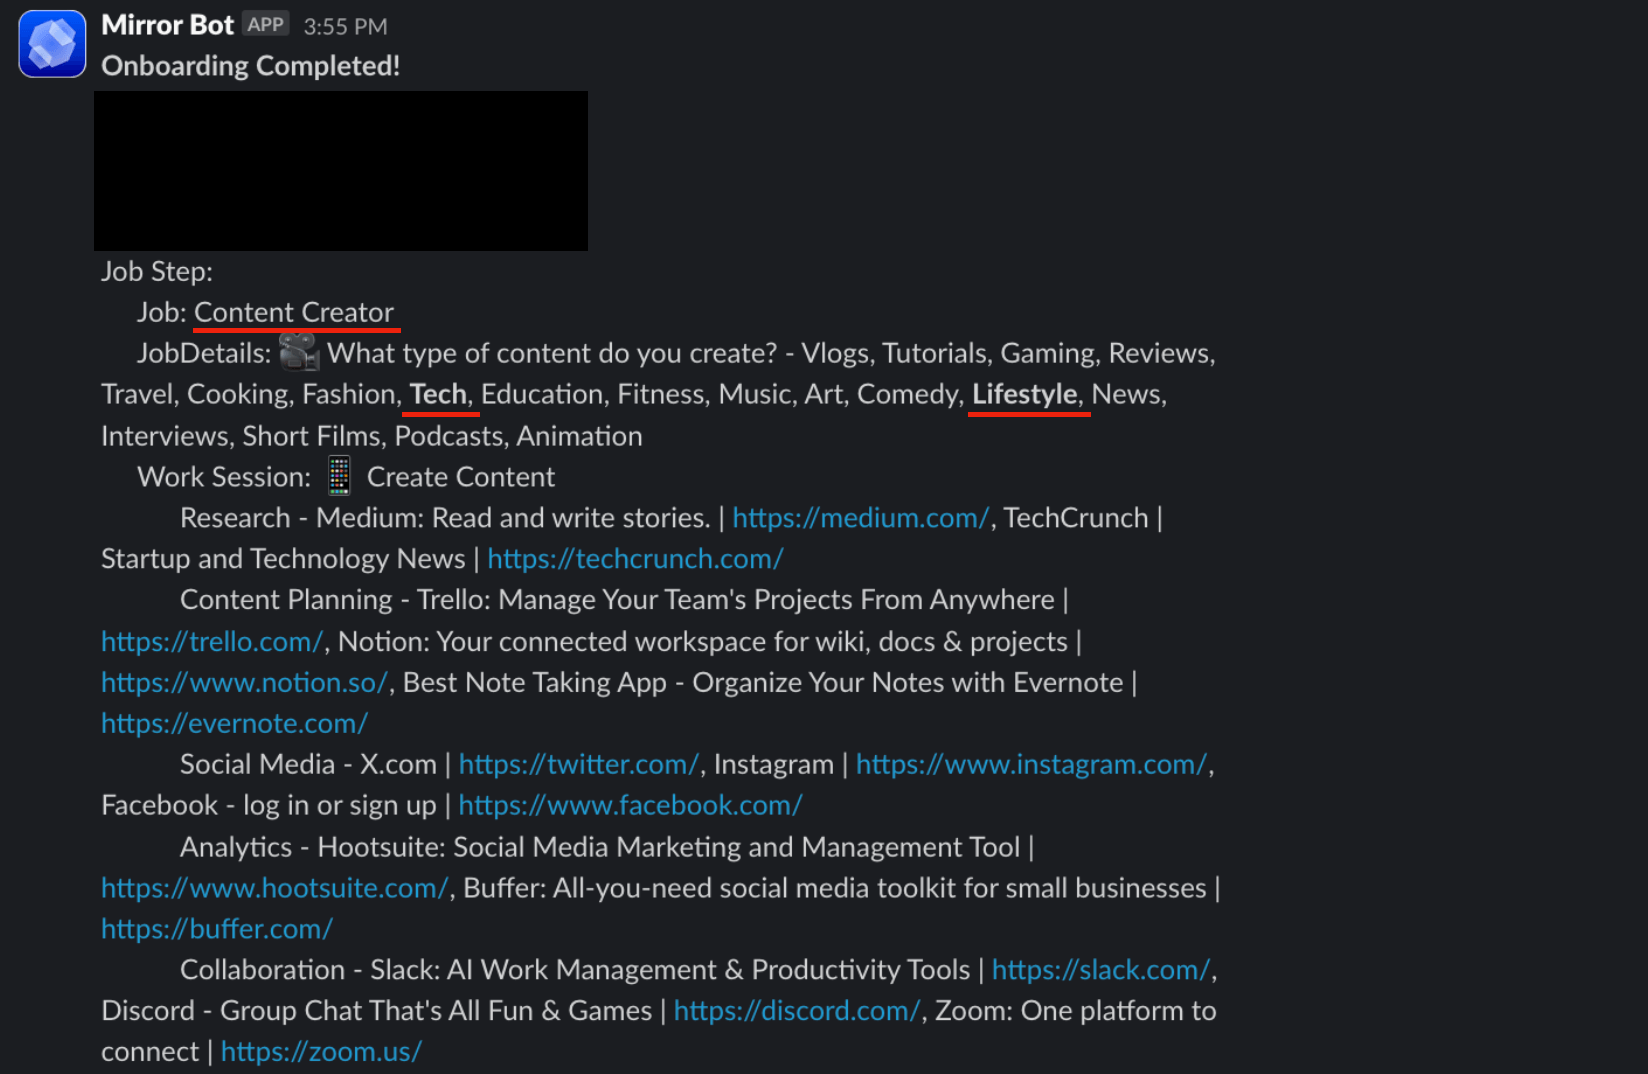 Mirror Bot APP 3:55 PM
Onboarding Completed!
Job Step:
Job: Content Creator
JobDetails: 🎥 What type of content do you create? - Vlogs, Tutorials, Gaming, Reviews,
Travel, Cooking, Fashion, Tech, Education, Fitness, Music, Art, Comedy, Lifestyle, News,
Interviews, Short Films, Podcasts, Animation
Work Session: 📱 Create Content
Research - Medium: Read and write stories. | https://medium.com/, TechCrunch |
Startup and Technology News | https://techcrunch.com/
Content Planning - Trello: Manage Your Team's Projects From Anywhere |
https://trello.com/, Notion: Your connected workspace for wiki, docs & projects |
https://www.notion.so/, Best Note Taking App - Organize Your Notes with Evernote |
https://evernote.com/
Social Media - X.com | https://twitter.com/, Instagram | https://www.instagram.com/,
Facebook - log in or sign up | https://www.facebook.com/
Analytics - Hootsuite: Social Media Marketing and Management Tool |
https://www.hootsuite.com/, Buffer: All-you-need social media toolkit for small businesses |
https://buffer.com/
Collaboration - Slack: AI Work Management & Productivity Tools | https://slack.com/,
Discord - Group Chat That's All Fun & Games | https://discord.com/, Zoom: One platform to
connect | https://zoom.us/